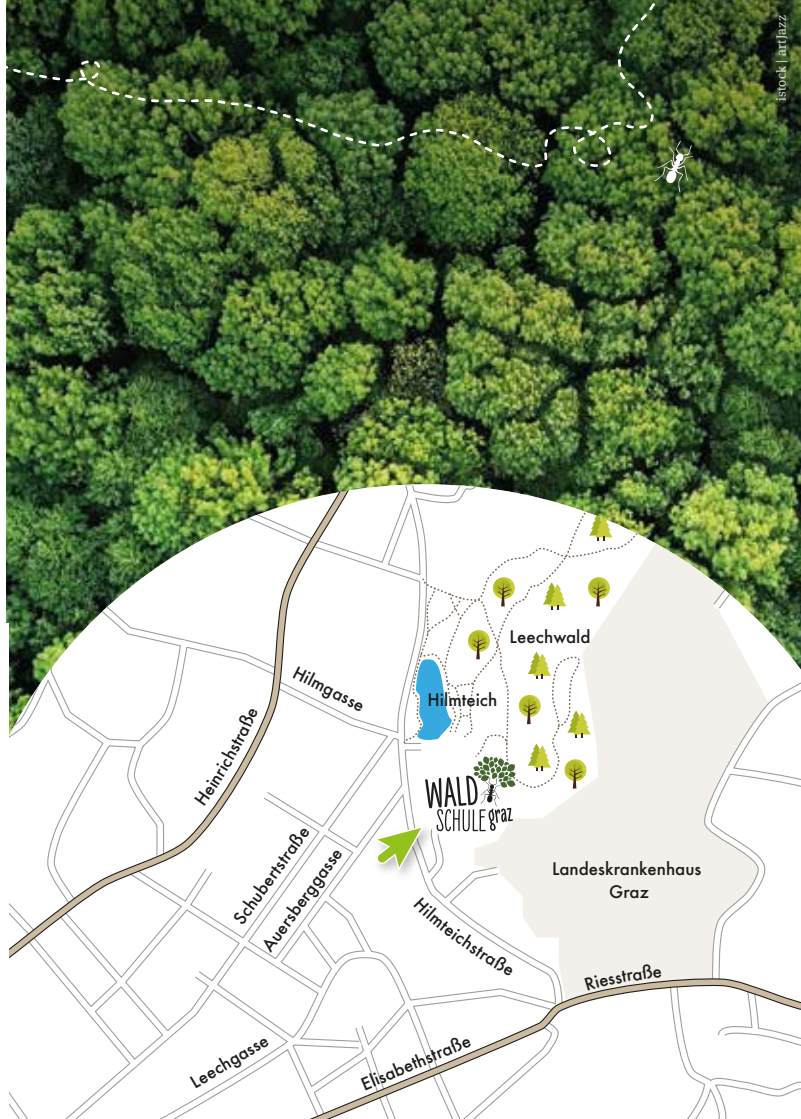 istock | artJazz
Leechwald
Hilmgasse
Hilmteich
Heinrichstraße
WALD
SCHULE graz
Schubertstraße
Auersberggasse
Landeskrankenhaus
Graz
Hilmteichstraße
Riesstraße
Leechgasse
Elisabethstraße